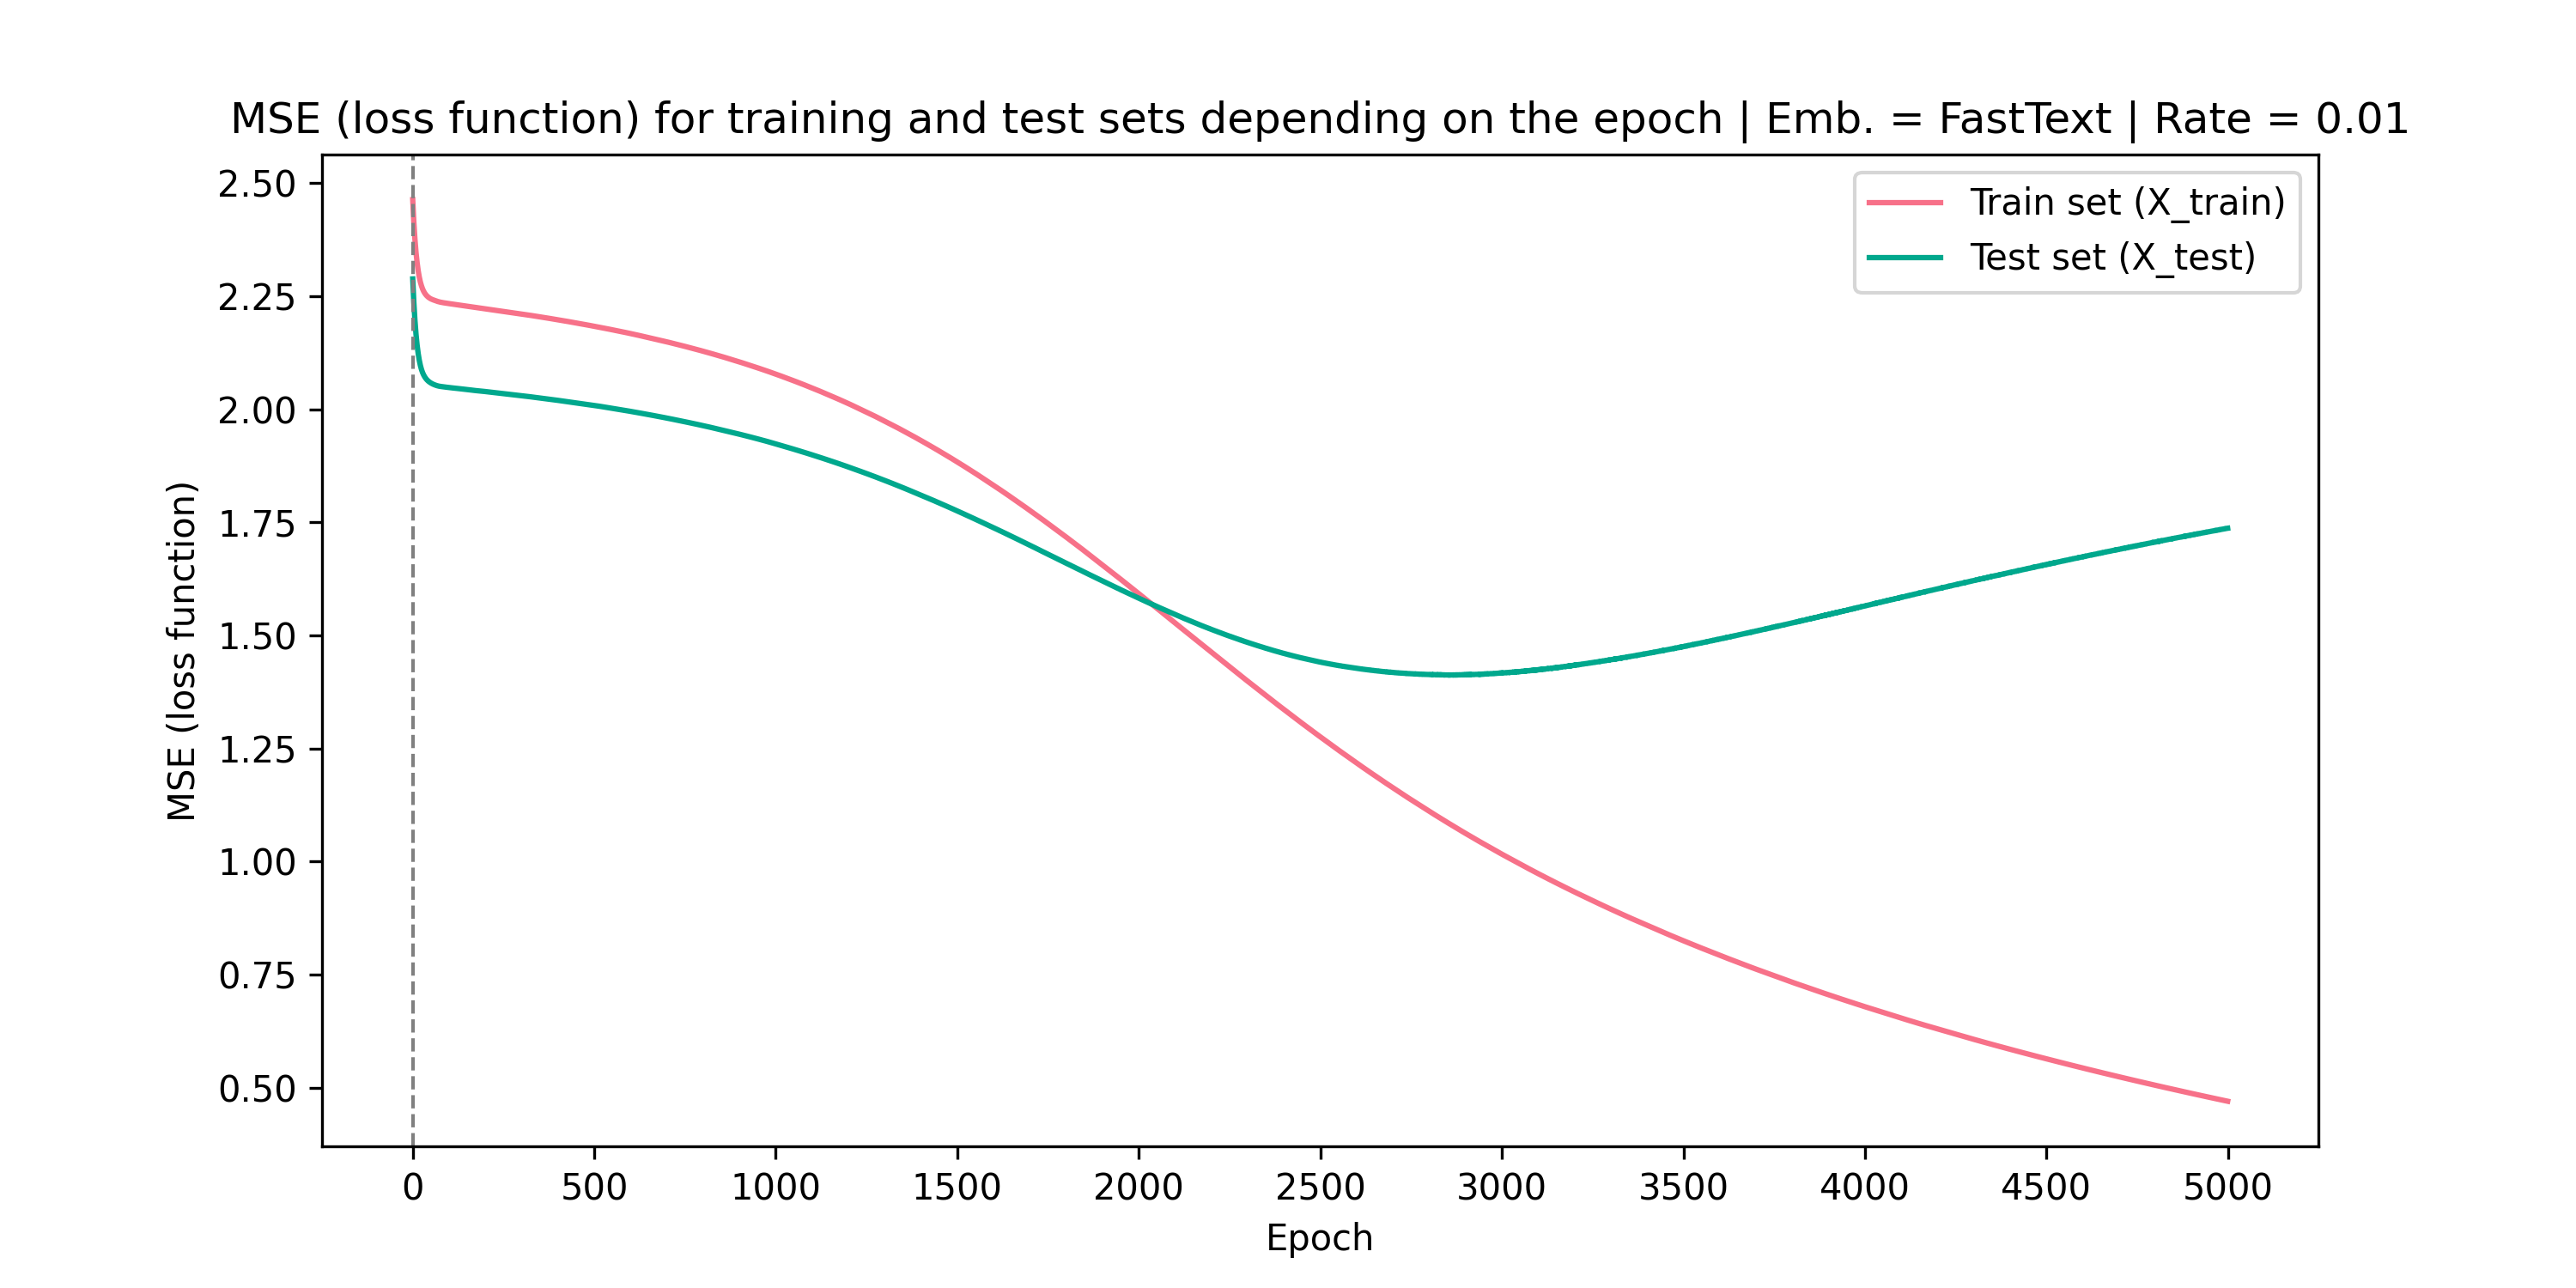 MSE (loss function) for training and test sets depending on the epoch | Emb. = FastText | Rate = 0.01
Train set (X_train)
Test set (X_test)
MSE (loss function)
2.50
2.25
2.00
1.75
1.50
1.25
1.00
0.75
0.50
0 500 1000 1500 2000 2500 3000 3500 4000 4500 5000
Epoch